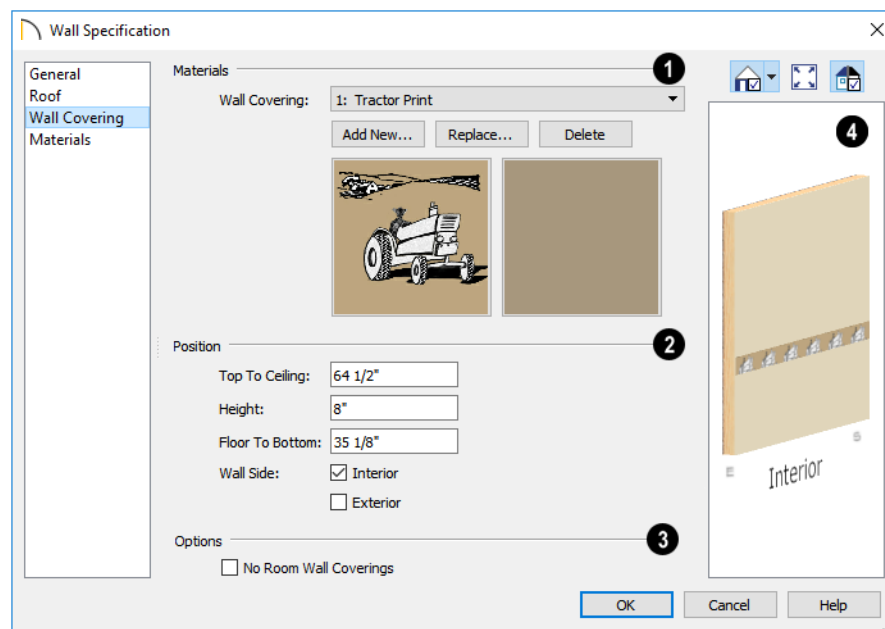 Wall Specification
General
Roof
Wall Covering
Materials
Materials
1
Wall Covering:
1: Tractor Print
Add New...
Replace...
Delete
Position
2
Top To Ceiling:
64 1/2"
Height:
8"
Floor To Bottom:
35 1/8"
Wall Side:
Interior
Exterior
Options
3
No Room Wall Coverings
4
E
S
Interior
OK
Cancel
Help